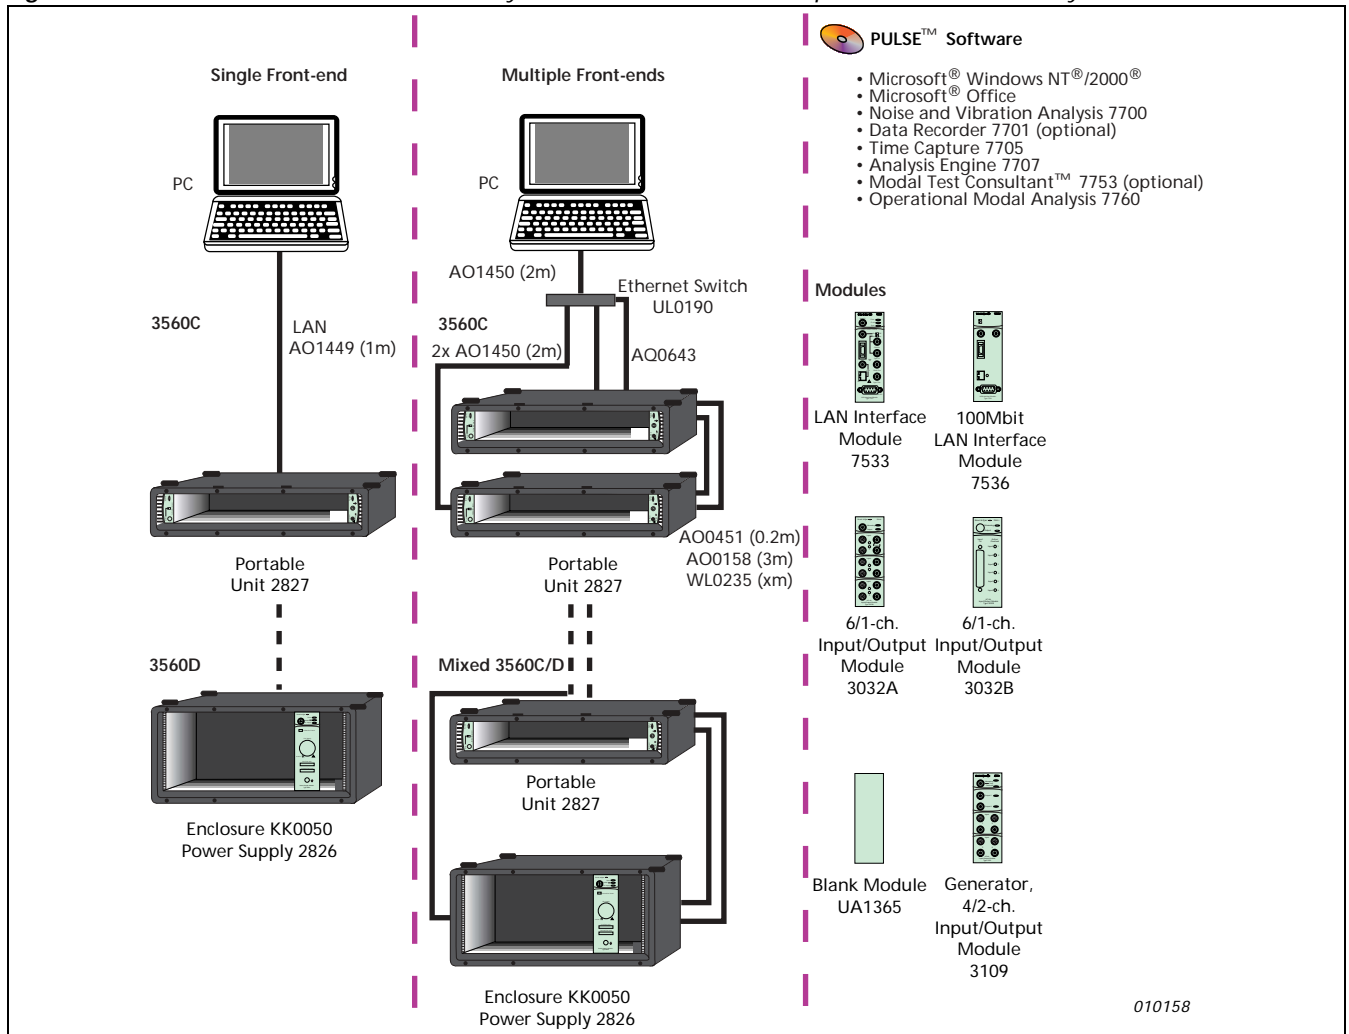 Single Front-end
PC
3560C
LAN
AO1449 (1m)
Portable
Unit 2827
3560D
Enclosure KK0050
Power Supply 2826
Multiple Front-ends
PC
AO1450 (2m)
Ethernet Switch
UL0190
3560C
2x AO1450 (2m)
AQ0643
AO0451 (0.2m)
AO0158 (3m)
WL0235 (xm)
Portable
Unit 2827
Mixed 3560C/D
Portable
Unit 2827
Enclosure KK0050
Power Supply 2826
PULSE™ Software
• Microsoft® Windows NT®/2000®
• Microsoft® Office
• Noise and Vibration Analysis 7700
• Data Recorder 7701 (optional)
• Time Capture 7705
• Analysis Engine 7707
• Modal Test Consultant™ 7753 (optional)
• Operational Modal Analysis 7760
Modules
LAN Interface
Module
7533
100Mbit
LAN Interface
Module
7536
6/1-ch.
Input/Output
Module
3032A
6/1-ch.
Input/Output
Module
3032B
Blank Module
UA1365
Generator,
4/2-ch.
Input/Output
Module
3109
010158